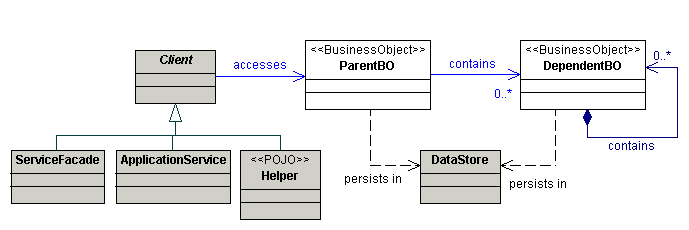 <<BusinessObject>>
ParentBO
<<BusinessObject>>
DependentBO
Client
accesses
contains
0..*
0..*
contains
ServiceFacade
ApplicationService
<<POJO>>
Helper
DataStore
persists in
persists in